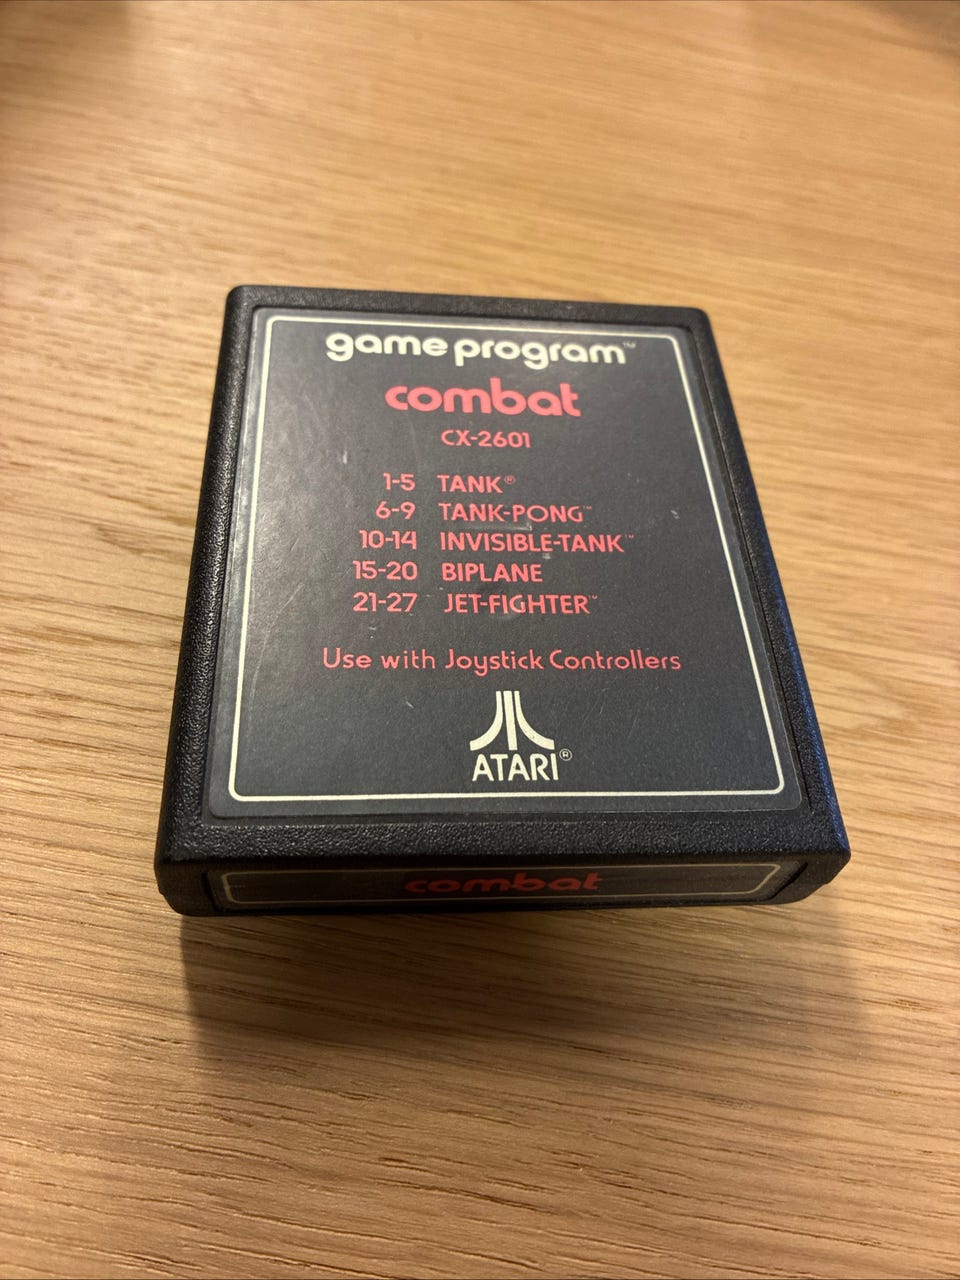 game program™
combat
CX-2601
1-5 TANK®
6-9 TANK-PONG™
10-14 INVISIBLE-TANK™
15-20 BIPLANE
21-27 JET-FIGHTER™
Use with Joystick Controllers
ATARI®
combat